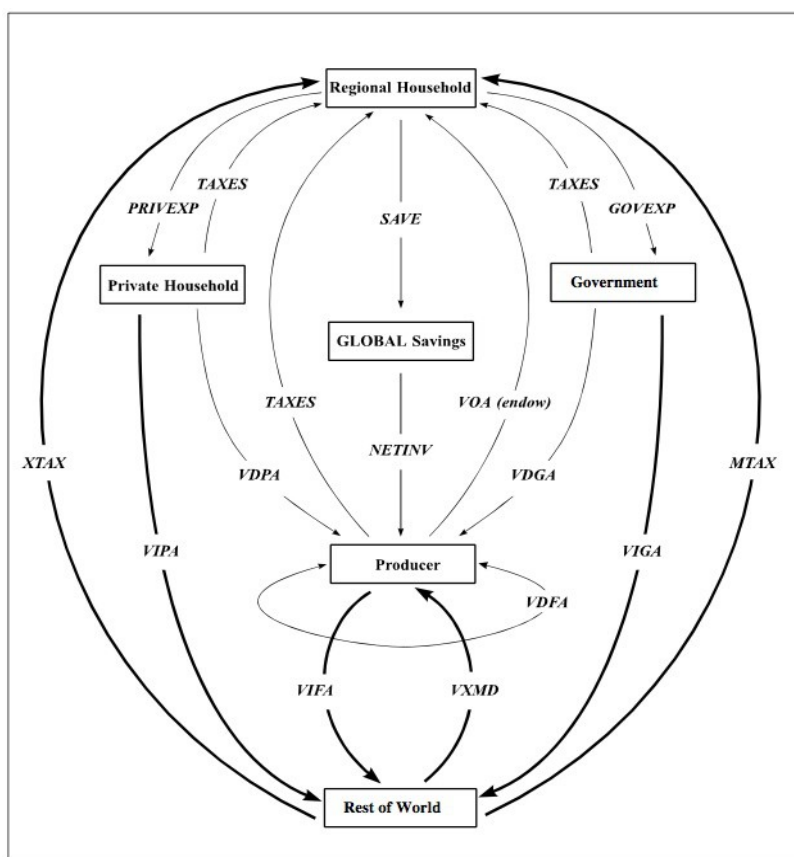 Regional Household
TAXES
TAXES
PRIVEXP
GOVEXP
SAVE
Private Household
Government
GLOBAL Savings
TAXES
VOA (endow)
NETINV
XTAX
VDPA
VDGA
MTAX
VIPA
VIGA
Producer
VDFA
VIFA
VXMD
Rest of World